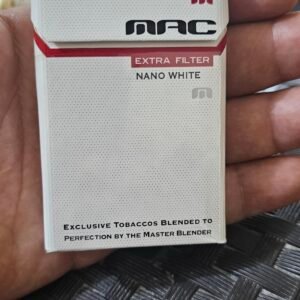 MAC
EXTRA FILTER
NANO WHITE
EXCLUSIVE TOBACCOS BLENDED TO
PERFECTION BY THE MASTER BLENDER